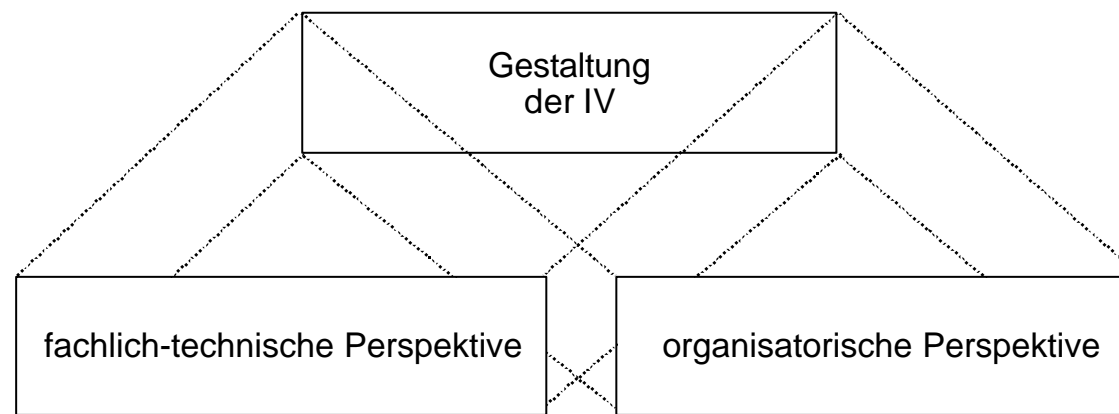 Gestaltung
der IV
fachlich-technische Perspektive
organisatorische Perspektive